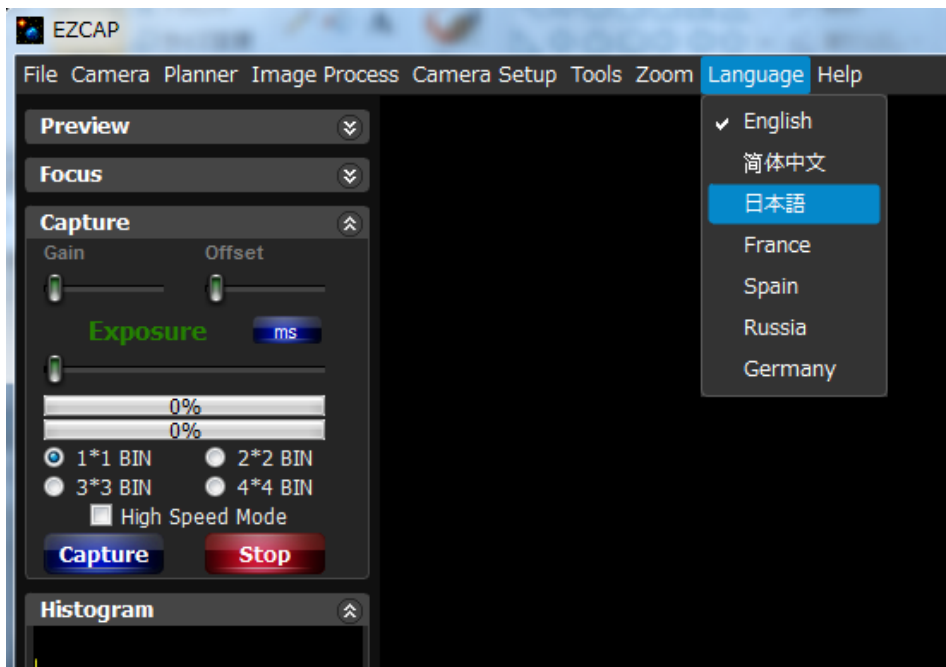 EZCAP
File Camera Planner Image Process Camera Setup Tools Zoom Language Help
Preview
Focus
Capture
Gain Offset
Exposure ms
0%
0%
1*1 BIN 2*2 BIN
3*3 BIN 4*4 BIN
High Speed Mode
Capture Stop
Histogram
English
简体中文
日本語
France
Spain
Russia
Germany